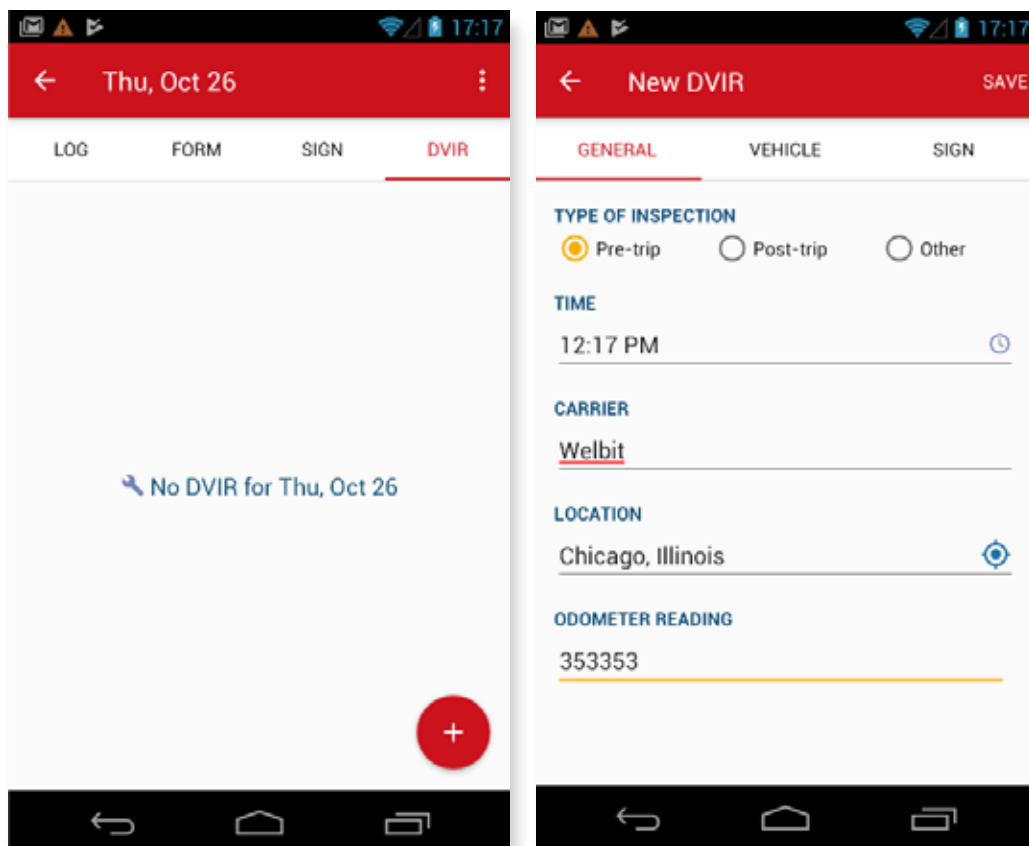 17:17
Thu, Oct 26
LOG FORM SIGN DVIR
No DVIR for Thu, Oct 26
+
17:17
New DVIR SAVE
GENERAL VEHICLE SIGN
TYPE OF INSPECTION
Pre-trip Post-trip Other
TIME
12:17 PM
CARRIER
Welbit
LOCATION
Chicago, Illinois
ODOMETER READING
353353